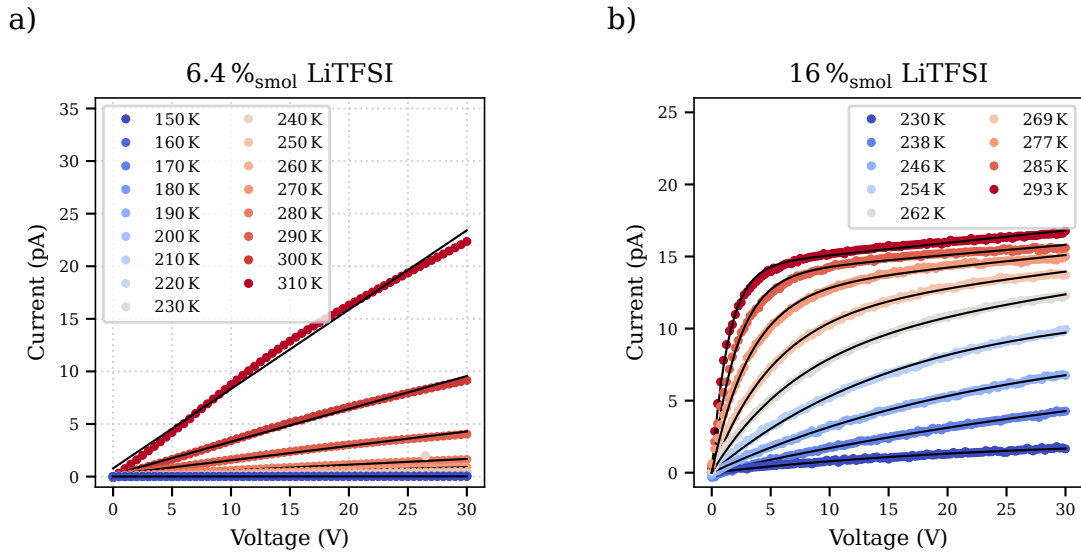 a)
6.4 %smol LiTFSI
Current (pA)
35
30
25
20
15
10
5
0
150 K
160 K
170 K
180 K
190 K
200 K
210 K
220 K
230 K
240 K
250 K
260 K
270 K
280 K
290 K
300 K
310 K
0 5 10 15 20 25 30
Voltage (V)
b)
16 %smol LiTFSI
Current (pA)
25
20
15
10
5
0
230 K
238 K
246 K
254 K
262 K
269 K
277 K
285 K
293 K
0 5 10 15 20 25 30
Voltage (V)